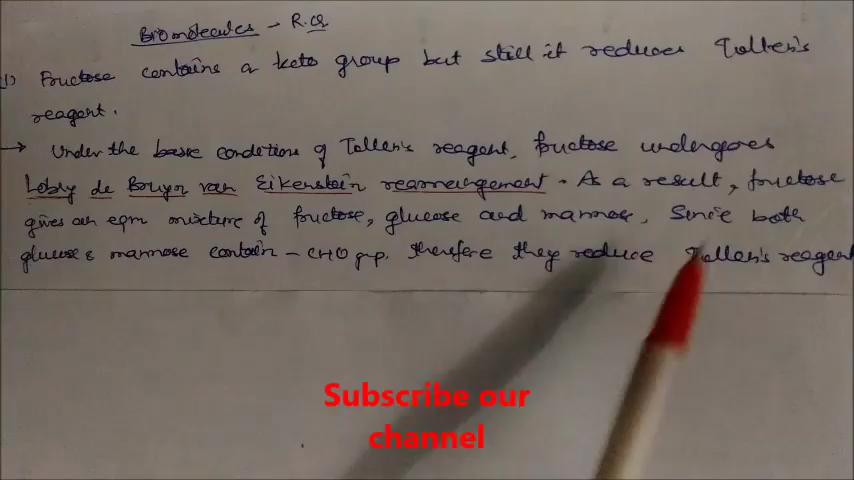 Biomolecules - R.Q
(1) Fructose contains a keto group but still it reduces Tollen's
reagent.
→ Under the basic conditions of Tollen's reagent, fructose undergoes
Lobry de Bruyn van Eikenstein rearrangement. As a result, fructose
gives an eqm mixture of fructose, glucose and mannose, Since both
glucose & mannose contain - CHO grp. therefore they reduce Tollen's reagent
Subscribe our
channel